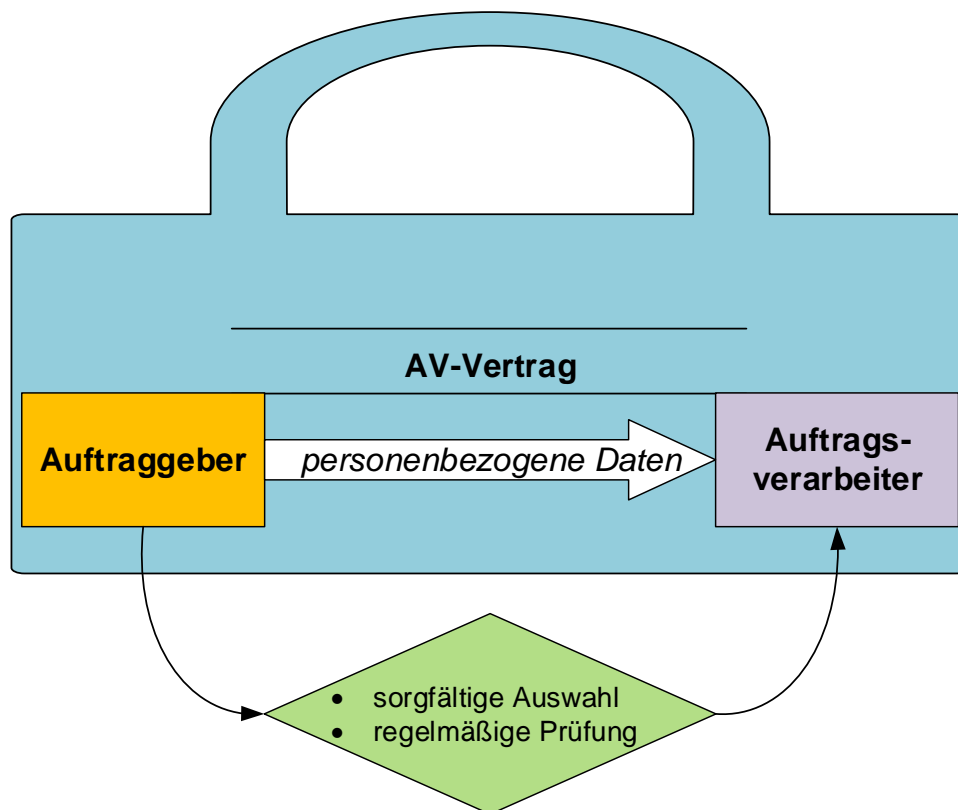 AV-Vertrag
Auftraggeber
personenbezogene Daten
Auftrags-
verarbeiter
• sorgfältige Auswahl
• regelmäßige Prüfung